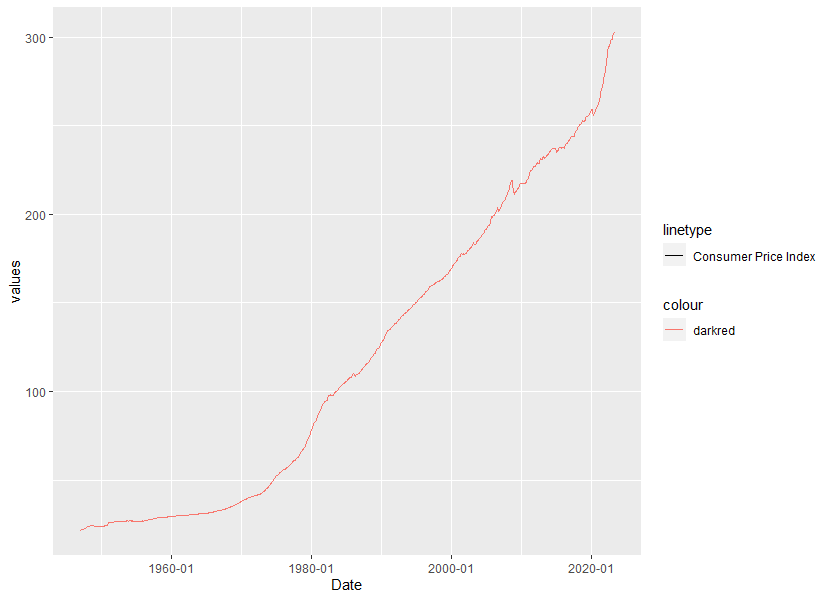 300
200
100
values
1960-01
1980-01
2000-01
2020-01
Date
linetype
Consumer Price Index
colour
darkred